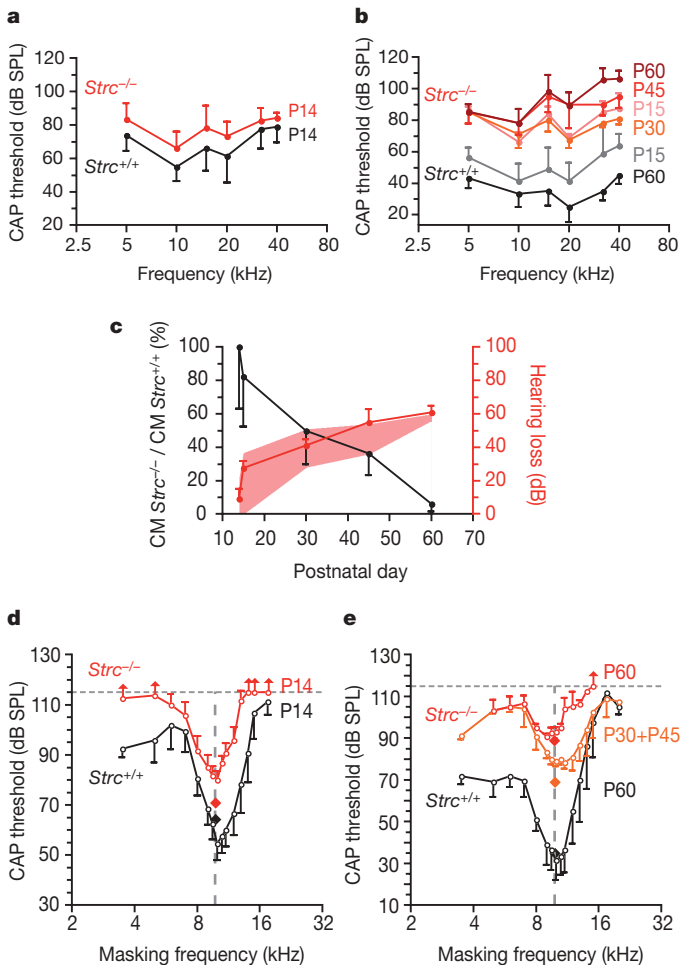 a
CAP threshold (dB SPL)
120
100
80
60
40
20
Strc−/−
Strc+/+
P14
P14
2.5 5 10 20 40 80
Frequency (kHz)
b
CAP threshold (dB SPL)
120
100
80
60
40
20
Strc−/−
Strc+/+
P60
P45
P15
P30
P15
P60
2.5 5 10 20 40 80
Frequency (kHz)
c
CM Strc−/− / CM Strc+/+ (%)
100
80
60
40
20
0
100
80
60
40
20
0
Hearing loss (dB)
10 20 30 40 50 60 70
Postnatal day
d
CAP threshold (dB SPL)
130
110
90
70
50
30
Strc−/−
Strc+/+
P14
P14
2 4 8 16 32
Masking frequency (kHz)
e
CAP threshold (dB SPL)
130
110
90
70
50
30
10
Strc−/−
Strc+/+
P60
P30+P45
P60
2 4 8 16 32
Masking frequency (kHz)